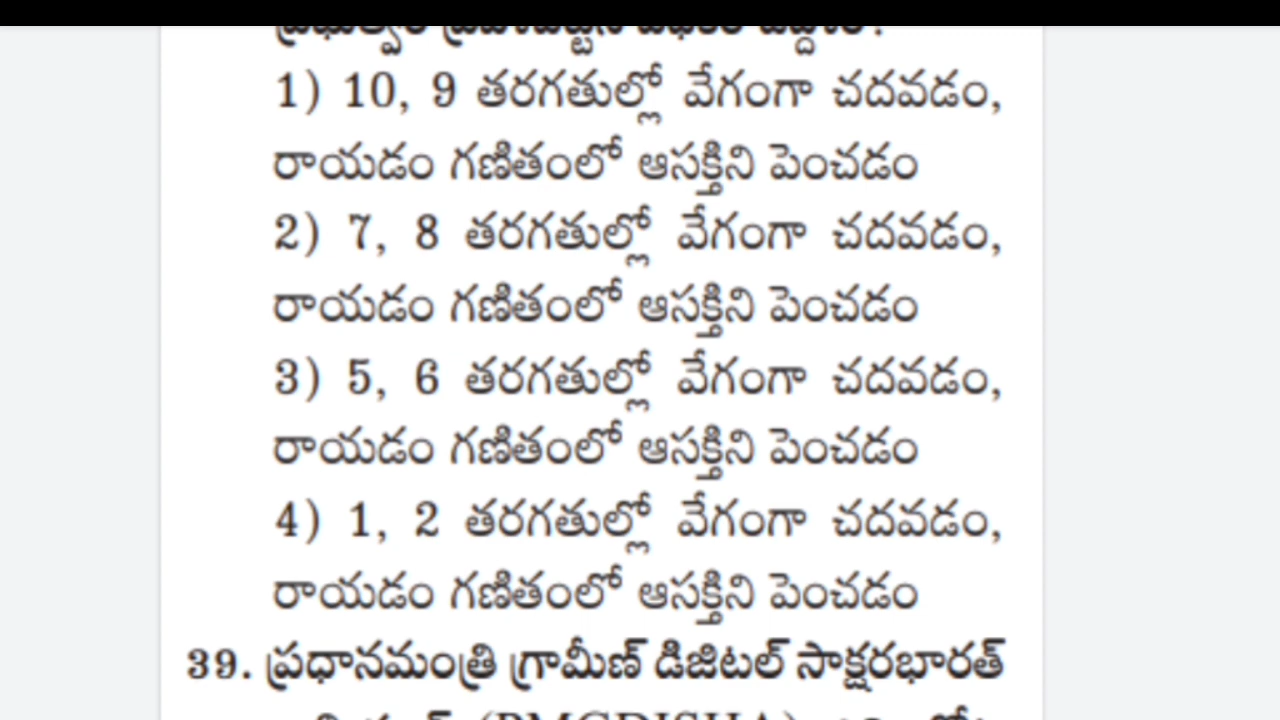 1) 10, 9 తరగతుల్లో వేగంగా చదవడం,
రాయడం గణితంలో ఆసక్తిని పెంచడం
2) 7, 8 తరగతుల్లో వేగంగా చదవడం,
రాయడం గణితంలో ఆసక్తిని పెంచడం
3) 5, 6 తరగతుల్లో వేగంగా చదవడం,
రాయడం గణితంలో ఆసక్తిని పెంచడం
4) 1, 2 తరగతుల్లో వేగంగా చదవడం,
రాయడం గణితంలో ఆసక్తిని పెంచడం
39. ప్రధానమంత్రి గ్రామీణ్ డిజిటల్ సాక్షరభారత్